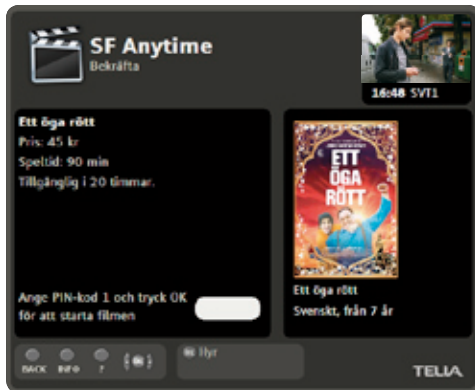 SF Anytime
Bekräfta
16:48 SVT1
Ett öga rött
Pris: 45 kr
Speltid: 90 min
Tillgänglig i 20 timmar.
Ange PIN-kod 1 och tryck OK
för att starta filmen
ETT
ÖGA
RÖTT
Ett öga rött
Svenskt, från 7 år
BACK INFO ? OK
OK Hyr
TELIA